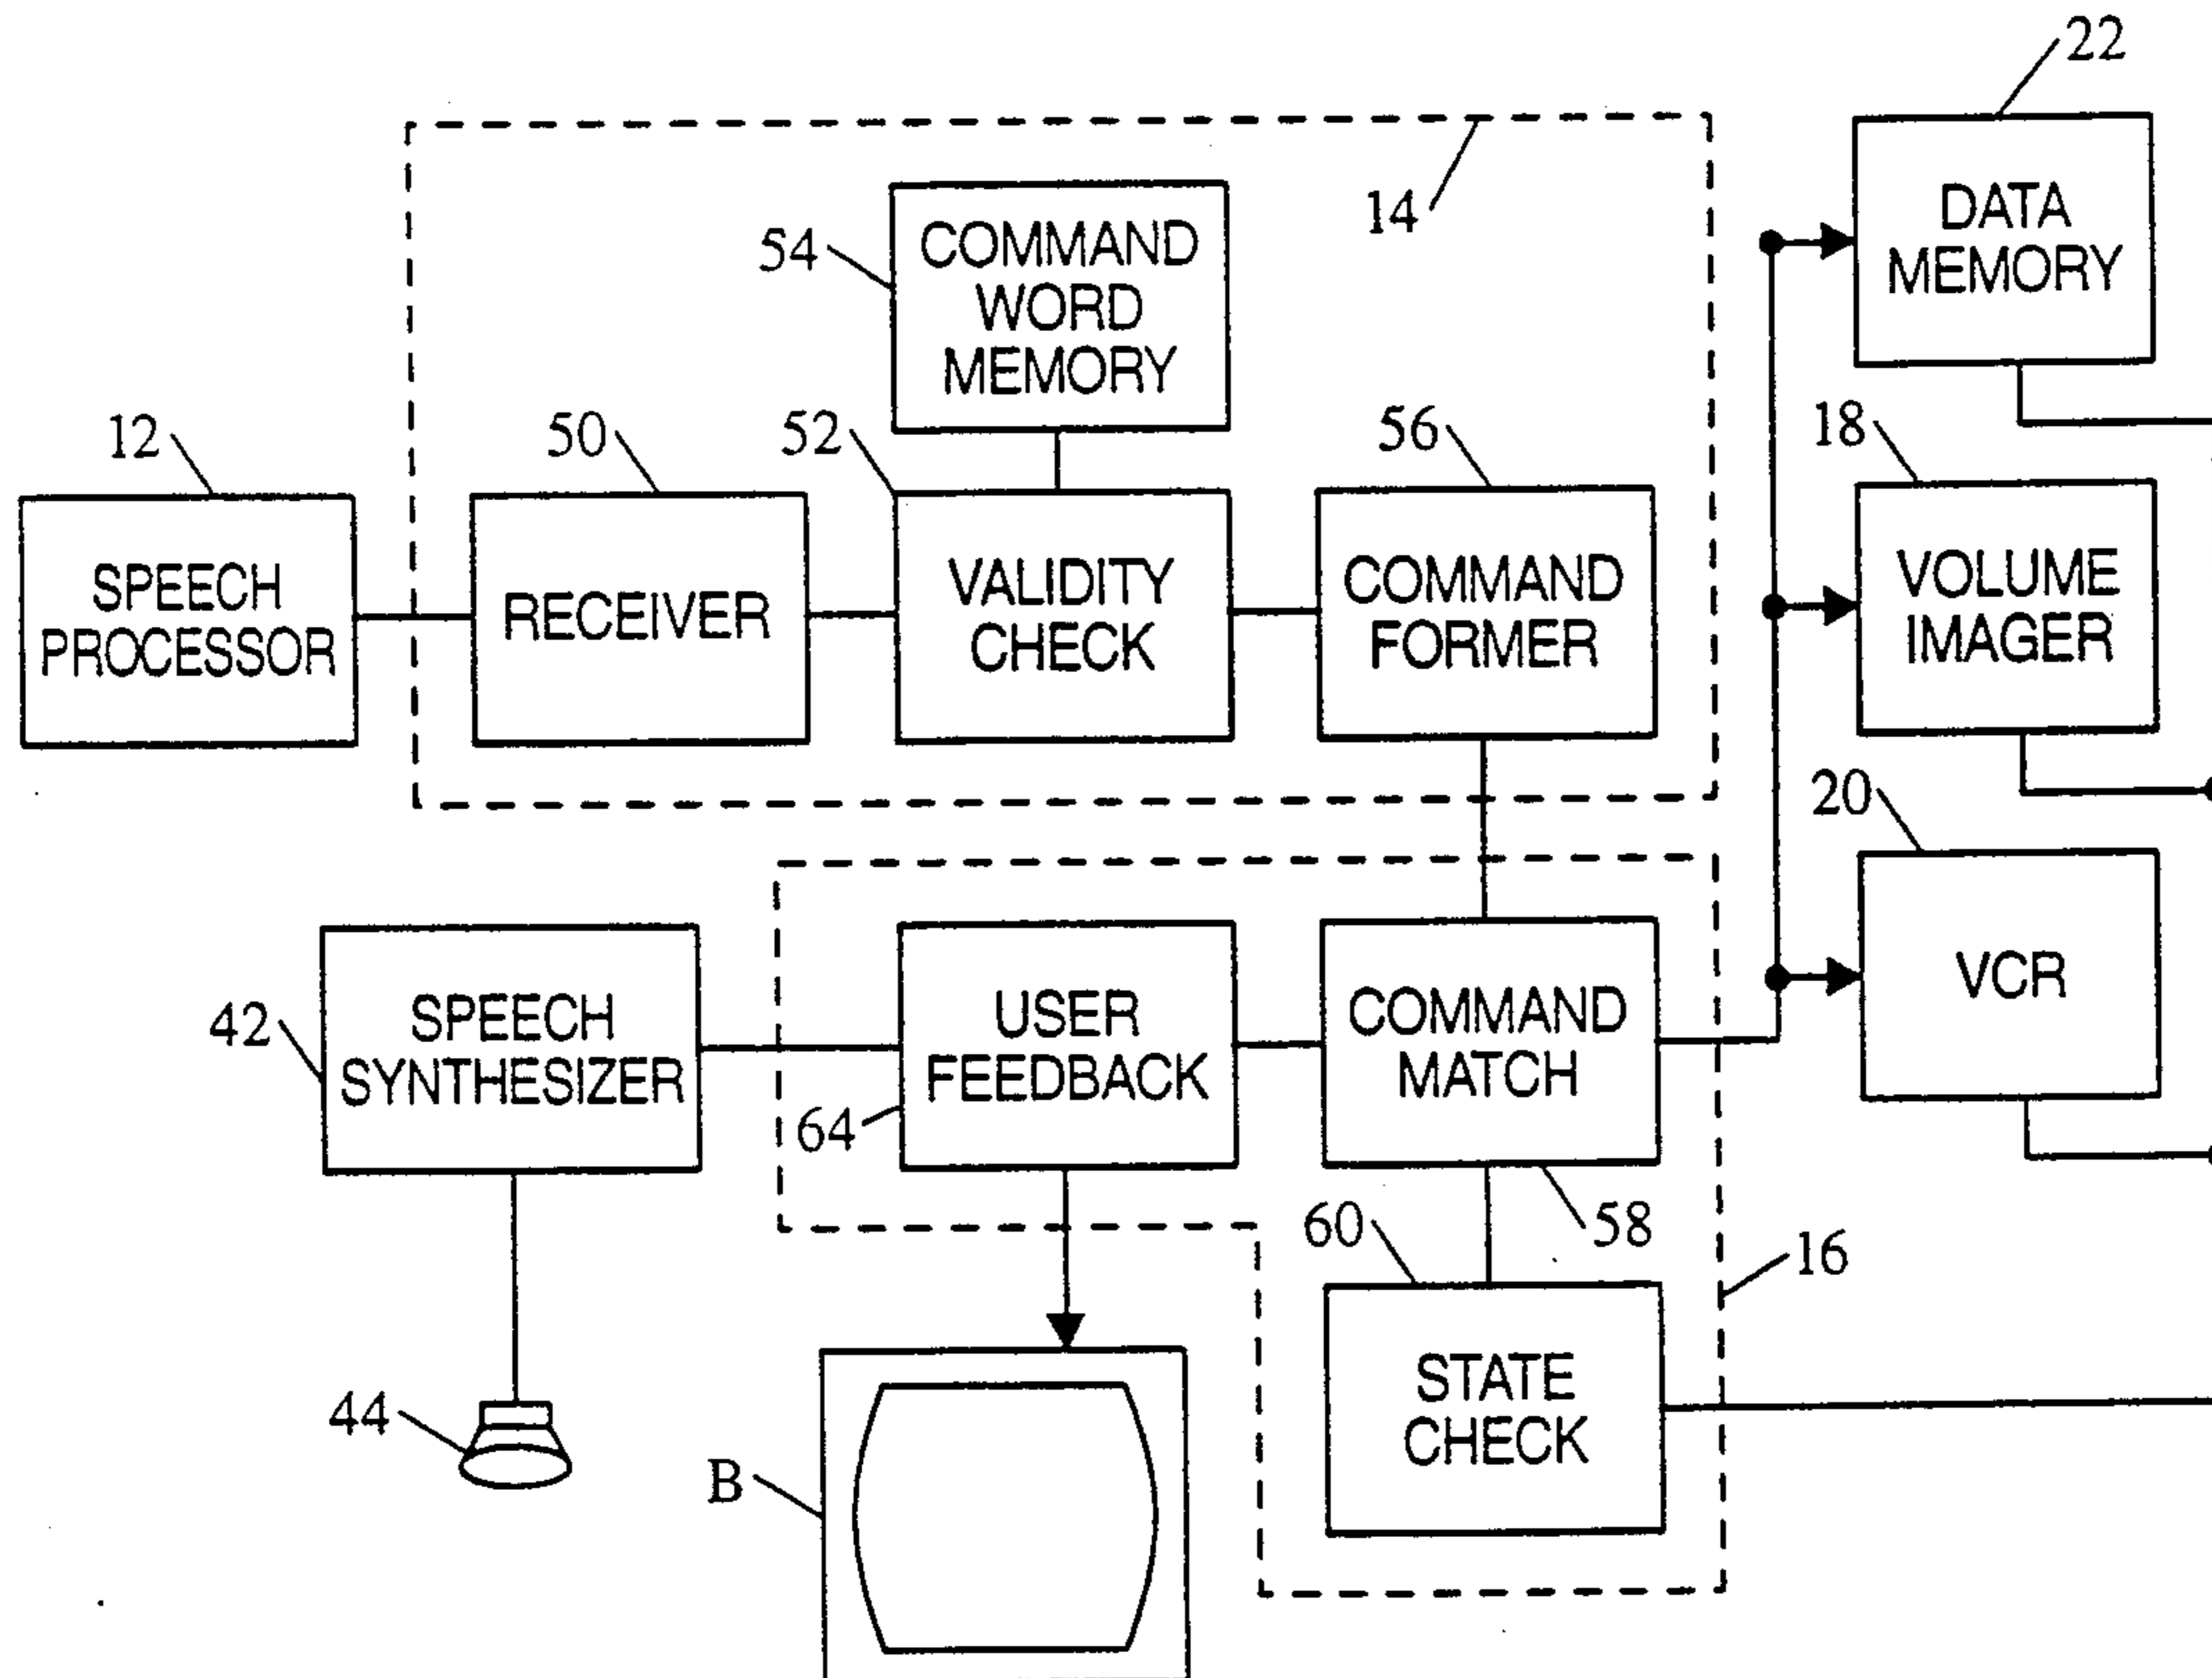 22
14
DATA
MEMORY
54
COMMAND
WORD
MEMORY
12
50
52
56
18
SPEECH
PROCESSOR
RECEIVER
VALIDITY
CHECK
COMMAND
FORMER
VOLUME
IMAGER
20
VCR
42
SPEECH
SYNTHESIZER
64
USER
FEEDBACK
COMMAND
MATCH
58
60
16
STATE
CHECK
44
B